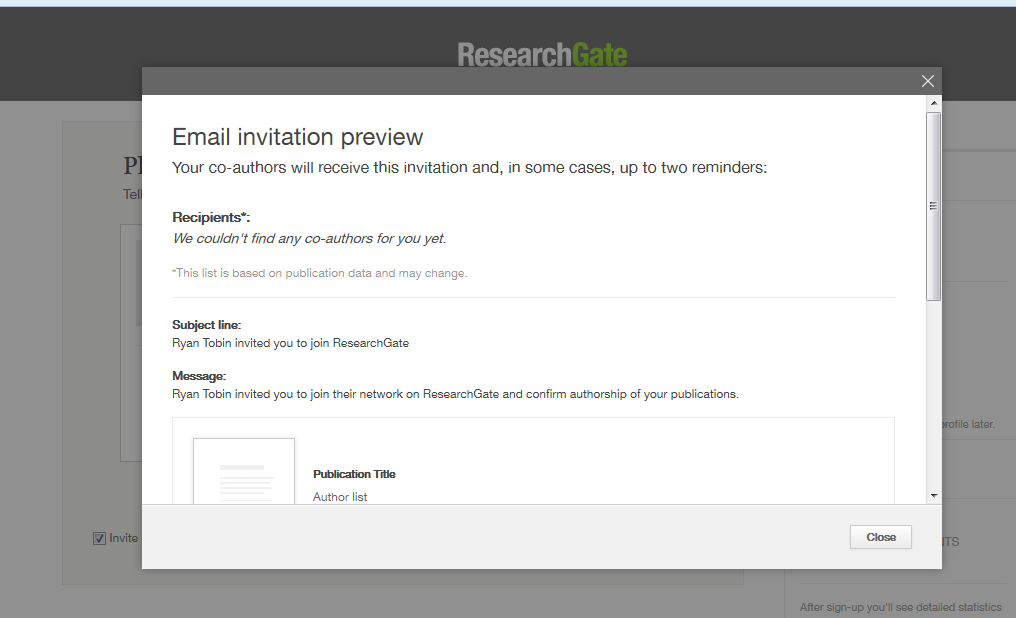 ResearchGate
Email invitation preview
Your co-authors will receive this invitation and, in some cases, up to two reminders:
Recipients*:
We couldn't find any co-authors for you yet.
*This list is based on publication data and may change.
Subject line:
Ryan Tobin invited you to join ResearchGate
Message:
Ryan Tobin invited you to join their network on ResearchGate and confirm authorship of your publications.
Publication Title
Author list
Close
Tell
profile later.
Invite
TS
After sign-up you'll see detailed statistics